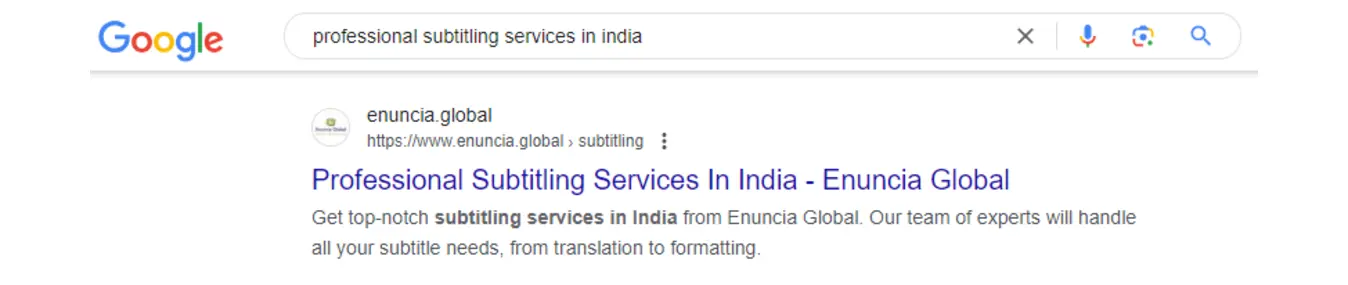 Google
professional subtitling services in india
enuncia.global
https://www.enuncia.global › subtitling
Professional Subtitling Services In India - Enuncia Global
Get top-notch subtitling services in India from Enuncia Global. Our team of experts will handle
all your subtitle needs, from translation to formatting.